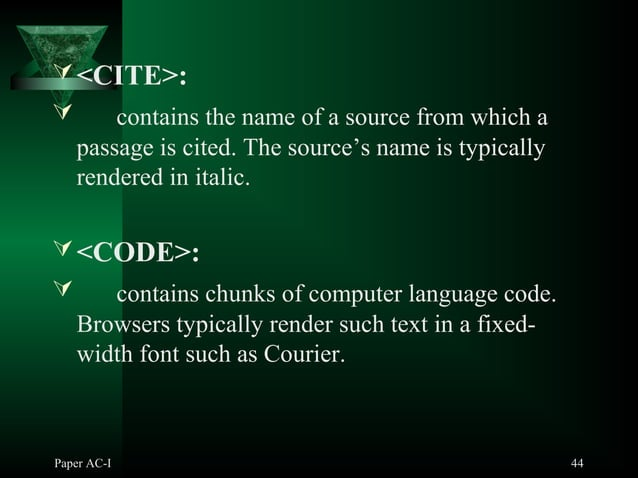 <CITE>:
contains the name of a source from which a
passage is cited. The source’s name is typically
rendered in italic.
<CODE>:
contains chunks of computer language code.
Browsers typically render such text in a fixed-
width font such as Courier.
Paper AC-I
44